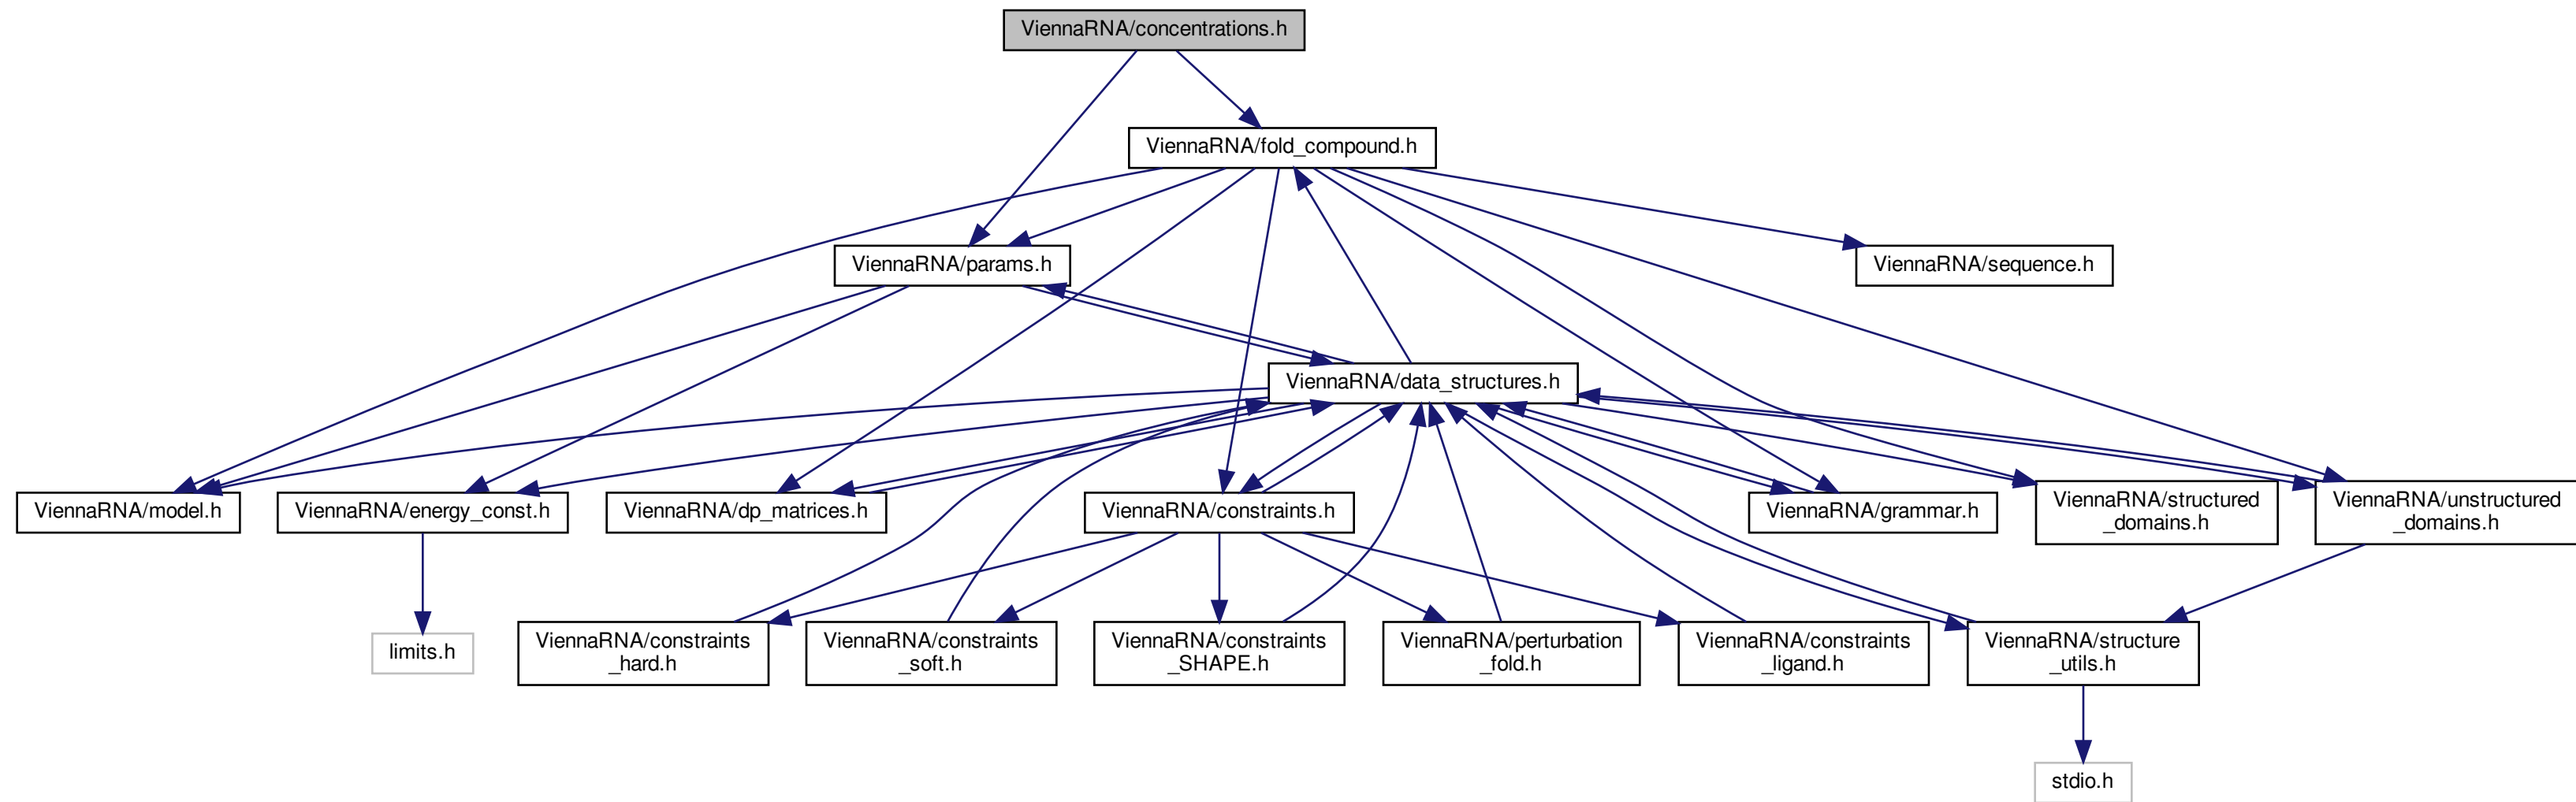 ViennaRNA/concentrations.h
ViennaRNA/fold_compound.h
ViennaRNA/params.h
ViennaRNA/sequence.h
ViennaRNA/data_structures.h
ViennaRNA/model.h
ViennaRNA/energy_const.h
ViennaRNA/dp_matrices.h
ViennaRNA/constraints.h
ViennaRNA/grammar.h
ViennaRNA/structured
_domains.h
ViennaRNA/unstructured
_domains.h
limits.h
ViennaRNA/constraints
_hard.h
ViennaRNA/constraints
_soft.h
ViennaRNA/constraints
_SHAPE.h
ViennaRNA/perturbation
_fold.h
ViennaRNA/constraints
_ligand.h
ViennaRNA/structure
_utils.h
stdio.h